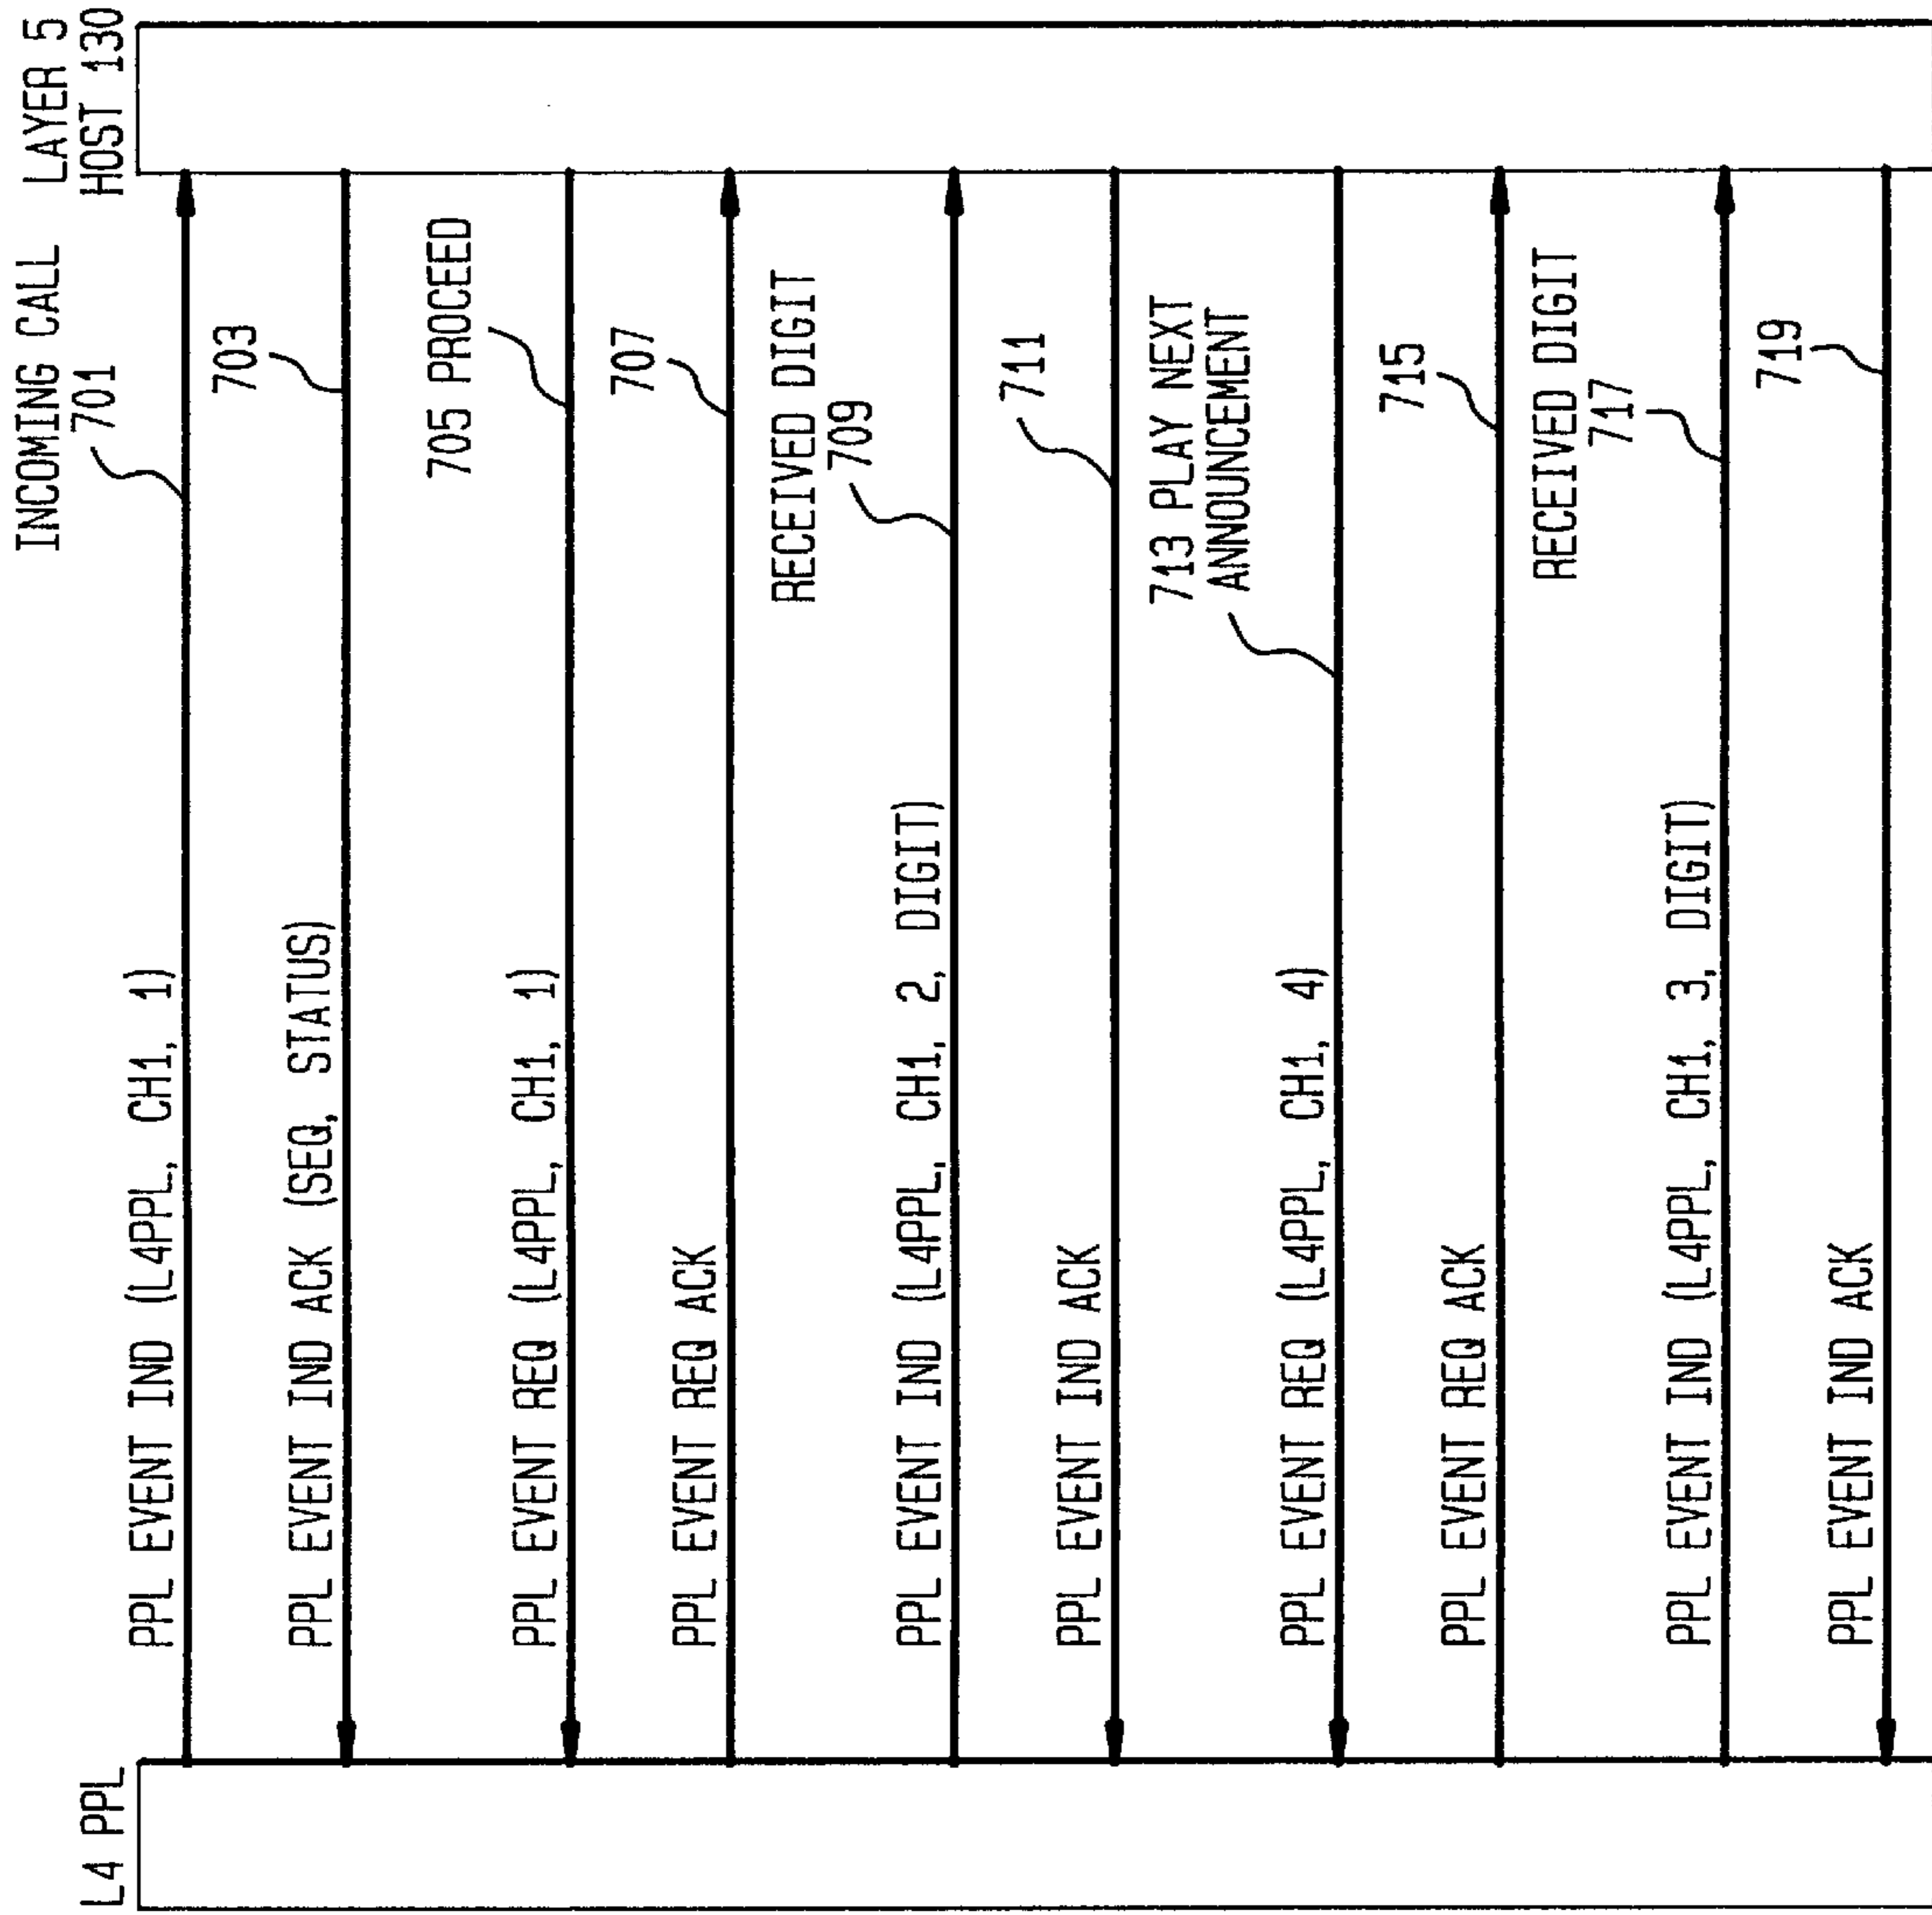 L4 PPL
INCOMING CALL
701
LAYER 5
HOST 130
PPL EVENT IND (L4PPL, CH1, 1)
703
PPL EVENT IND ACK (SEQ, STATUS)
705 PROCEED
PPL EVENT REQ (L4PPL, CH1, 1)
707
PPL EVENT REQ ACK
RECEIVED DIGIT
709
PPL EVENT IND (L4PPL, CH1, 2, DIGIT)
711
PPL EVENT IND ACK
713 PLAY NEXT
ANNOUNCEMENT
PPL EVENT REQ (L4PPL, CH1, 4)
715
PPL EVENT REQ ACK
RECEIVED DIGIT
717
PPL EVENT IND (L4PPL, CH1, 3, DIGIT)
719
PPL EVENT IND ACK